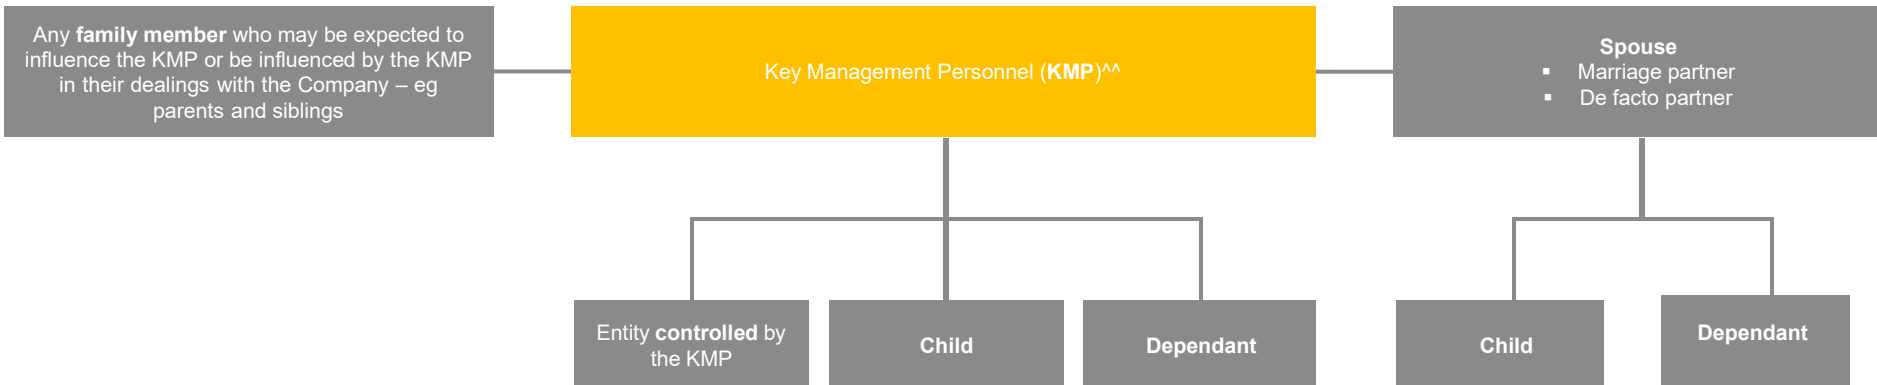 Any family member who may be expected to
influence the KMP or be influenced by the KMP
in their dealings with the Company – eg
parents and siblings
Key Management Personnel (KMP)^^
Spouse
▪ Marriage partner
▪ De facto partner
Entity controlled by
the KMP
Child
Dependant
Child
Dependant